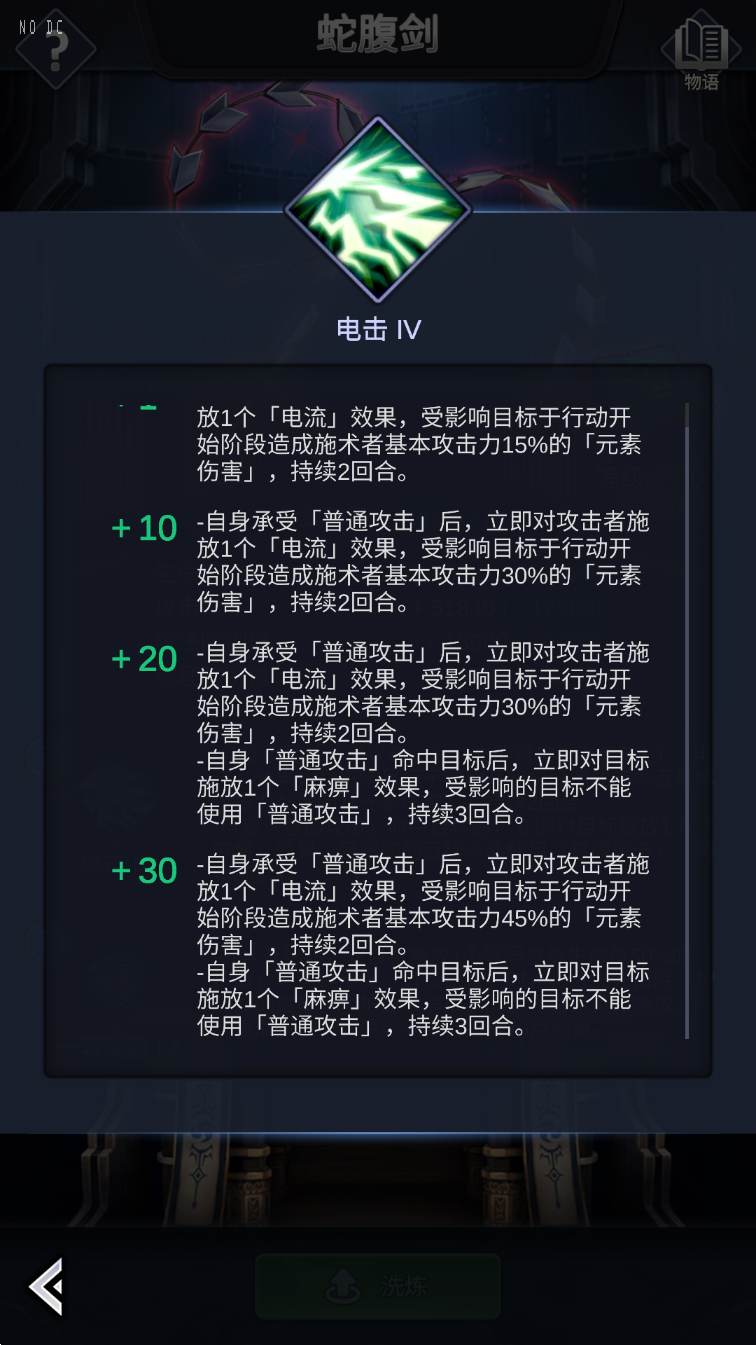 NO DC
蛇腹剑
物语
电击 IV
放1个「电流」效果，受影响目标于行动开
始阶段造成施术者基本攻击力15%的「元素
伤害」，持续2回合。
+10
-自身承受「普通攻击」后，立即对攻击者施
放1个「电流」效果，受影响目标于行动开
始阶段造成施术者基本攻击力30%的「元素
伤害」，持续2回合。
+20
-自身承受「普通攻击」后，立即对攻击者施
放1个「电流」效果，受影响目标于行动开
始阶段造成施术者基本攻击力30%的「元素
伤害」，持续2回合。
-自身「普通攻击」命中目标后，立即对目标
施放1个「麻痹」效果，受影响的目标不能
使用「普通攻击」，持续3回合。
+30
-自身承受「普通攻击」后，立即对攻击者施
放1个「电流」效果，受影响目标于行动开
始阶段造成施术者基本攻击力45%的「元素
伤害」，持续2回合。
-自身「普通攻击」命中目标后，立即对目标
施放1个「麻痹」效果，受影响的目标不能
使用「普通攻击」，持续3回合。
洗炼